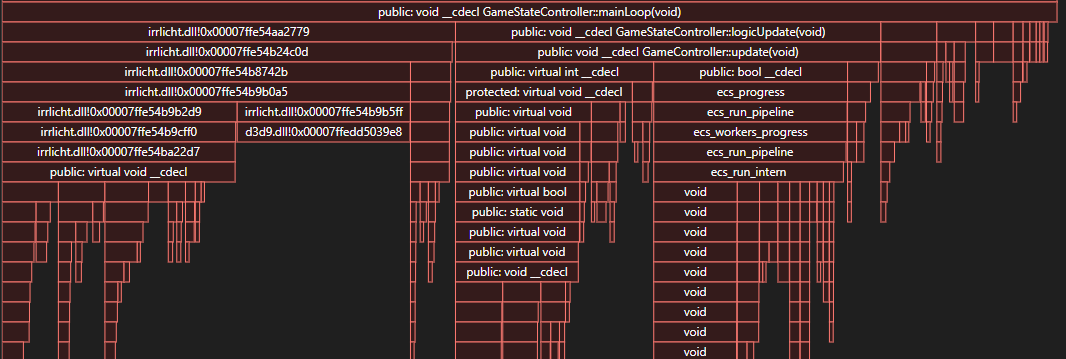 public: void __cdecl GameStateController::mainLoop(void)
irrlicht.dll!0x00007ffe54aa2779 public: void __cdecl GameStateController::logicUpdate(void)
irrlicht.dll!0x00007ffe54b24c0d public: void __cdecl GameController::update(void)
irrlicht.dll!0x00007ffe54b8742b public: virtual int __cdecl public: bool __cdecl
irrlicht.dll!0x00007ffe54b9b0a5 protected: virtual void __cdecl ecs_progress
irrlicht.dll!0x00007ffe54b9b2d9 irrlicht.dll!0x00007ffe54b9b5ff public: virtual void ecs_run_pipeline
irrlicht.dll!0x00007ffe54b9cff0 d3d9.dll!0x00007ffedd5039e8 public: virtual void ecs_workers_progress
irrlicht.dll!0x00007ffe54ba22d7 public: virtual void ecs_run_pipeline
public: virtual void __cdecl public: virtual void ecs_run_intern
public: virtual bool void
public: static void void
public: virtual void void
public: virtual void void
public: void __cdecl void
void
void
void
void